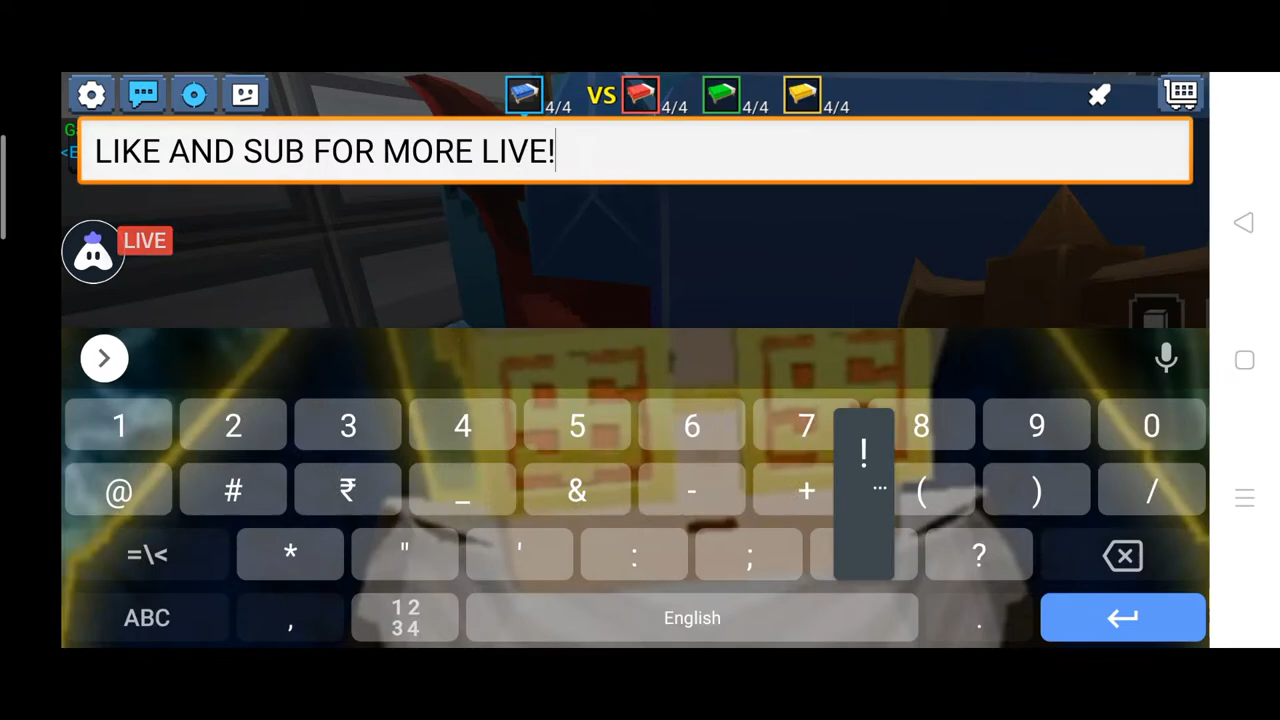 4/4 VS 4/4 4/4 4/4
G
<E
LIKE AND SUB FOR MORE LIVE!
LIVE
1 2 3 4 5 6 7 8 9 0
@ # ₹ _ & - + ( ) /
=\< * " ' : ; ! ... ?
ABC , 12 34 English .